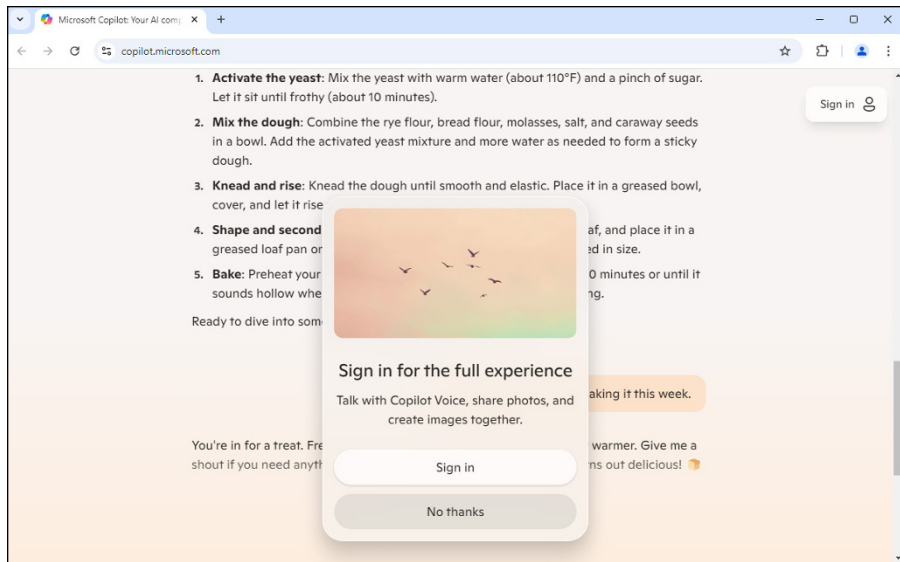 Microsoft Copilot: Your AI comp
copilot.microsoft.com
1. Activate the yeast: Mix the yeast with warm water (about 110°F) and a pinch of sugar.
Let it sit until frothy (about 10 minutes).
Sign in
2. Mix the dough: Combine the rye flour, bread flour, molasses, salt, and caraway seeds
in a bowl. Add the activated yeast mixture and more water as needed to form a sticky
dough.
3. Knead and rise: Knead the dough until smooth and elastic. Place it in a greased bowl,
cover, and let it rise
4. Shape and second af, and place it in a
greased loaf pan or ed in size.
5. Bake: Preheat your 0 minutes or until it
sounds hollow whe ng.
Ready to dive into som
Sign in for the full experience
aking it this week.
Talk with Copilot Voice, share photos, and
create images together.
You're in for a treat. Fre warmer. Give me a
shout if you need anyth ns out delicious! 🍞
Sign in
No thanks